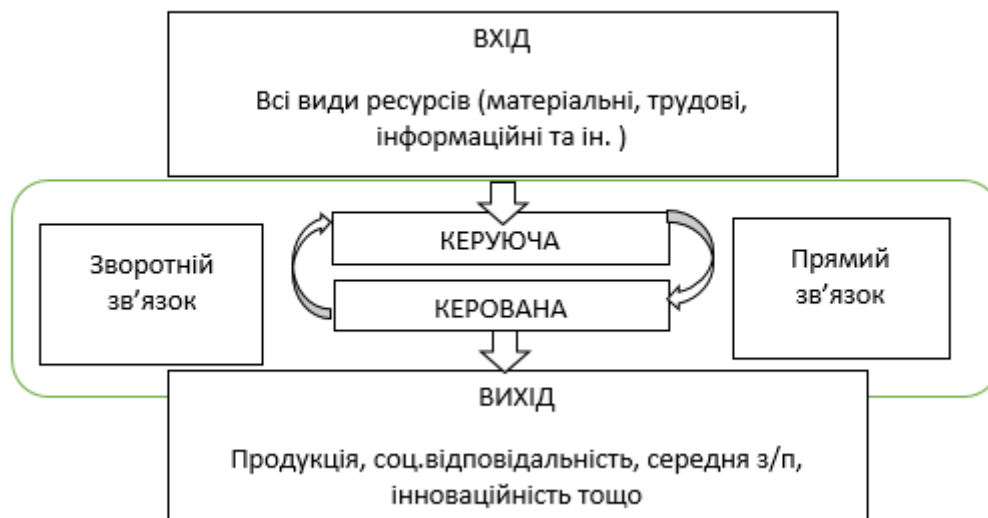 ВХІД
Всі види ресурсів (матеріальні, трудові,
інформаційні та ін. )
КЕРУЮЧА
Зворотній
зв’язок
Прямий
зв’язок
КЕРОВАНА
ВИХІД
Продукція, соц.відповідальність, середня з/п,
інноваційність тощо